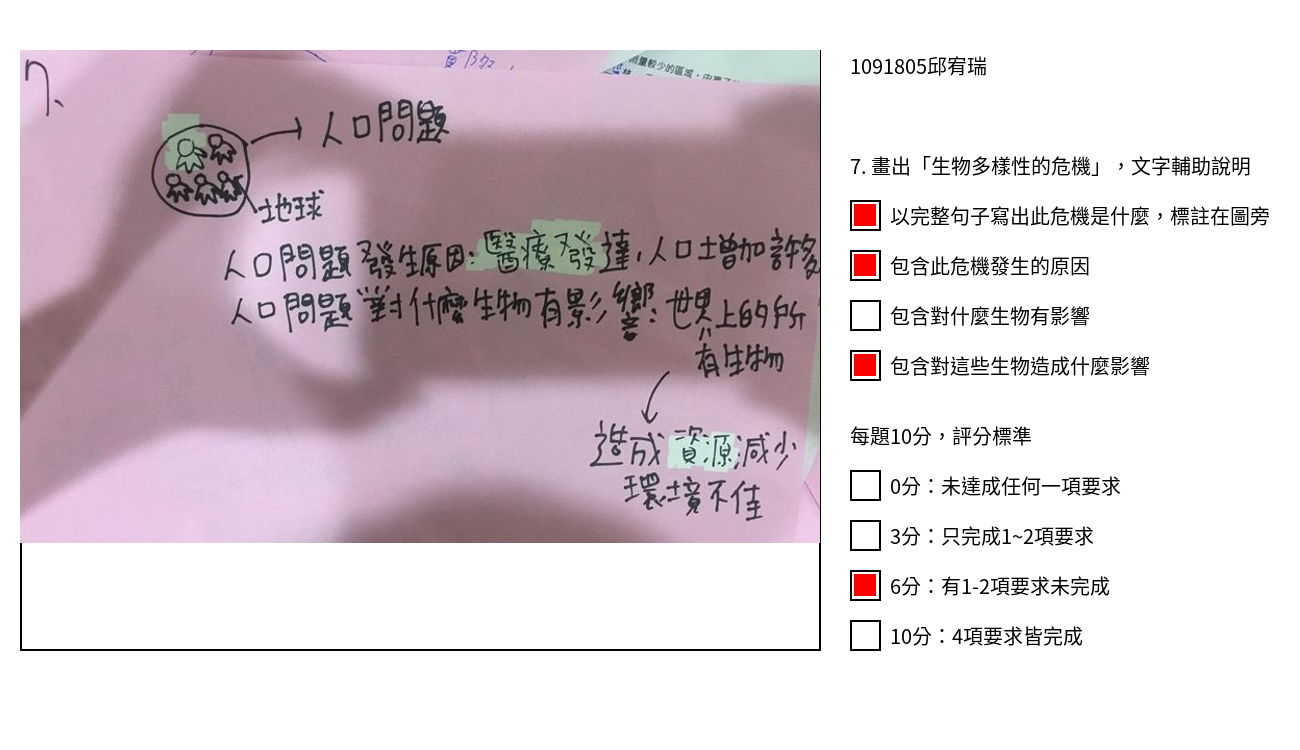 雨量較少的區域，由
7、
人口問題
地球
人口問題發生原因：醫療發達，人口增加許多
人口問題對什麼生物有影響：世界上的所
有生物
造成資源減少
環境不佳
1091805邱宥瑞
7. 畫出「生物多樣性的危機」，文字輔助說明
以完整句子寫出此危機是什麼，標註在圖旁
包含此危機發生的原因
包含對什麼生物有影響
包含對這些生物造成什麼影響
每題10分，評分標準
0分：未達成任何一項要求
3分：只完成1~2項要求
6分：有1-2項要求未完成
10分：4項要求皆完成